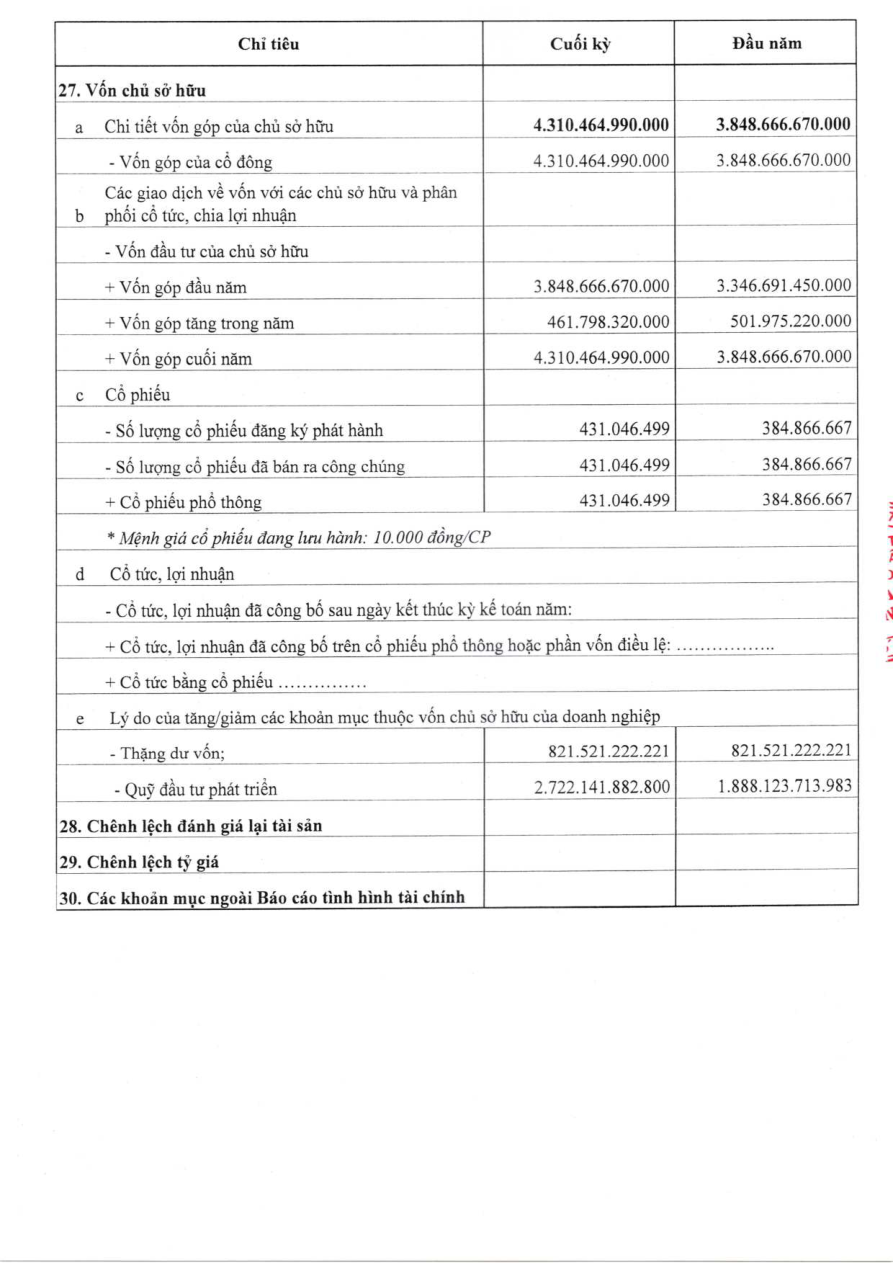 Chỉ tiêu Cuối kỳ Đầu năm
27. Vốn chủ sở hữu
a Chi tiết vốn góp của chủ sở hữu 4.310.464.990.000 3.848.666.670.000
- Vốn góp của cổ đông 4.310.464.990.000 3.848.666.670.000
Các giao dịch về vốn với các chủ sở hữu và phân
b phối cổ tức, chia lợi nhuận
- Vốn đầu tư của chủ sở hữu
+ Vốn góp đầu năm 3.848.666.670.000 3.346.691.450.000
+ Vốn góp tăng trong năm 461.798.320.000 501.975.220.000
+ Vốn góp cuối năm 4.310.464.990.000 3.848.666.670.000
c Cổ phiếu
- Số lượng cổ phiếu đăng ký phát hành 431.046.499 384.866.667
- Số lượng cổ phiếu đã bán ra công chúng 431.046.499 384.866.667
+ Cổ phiếu phổ thông 431.046.499 384.866.667
* Mệnh giá cổ phiếu đang lưu hành: 10.000 đồng/CP
d Cổ tức, lợi nhuận
- Cổ tức, lợi nhuận đã công bố sau ngày kết thúc kỳ kế toán năm:
+ Cổ tức, lợi nhuận đã công bố trên cổ phiếu phổ thông hoặc phần vốn điều lệ: .................
+ Cổ tức bằng cổ phiếu ...............
e Lý do của tăng/giảm các khoản mục thuộc vốn chủ sở hữu của doanh nghiệp
- Thặng dư vốn; 821.521.222.221 821.521.222.221
- Quỹ đầu tư phát triển 2.722.141.882.800 1.888.123.713.983
28. Chênh lệch đánh giá lại tài sản
29. Chênh lệch tỷ giá
30. Các khoản mục ngoài Báo cáo tình hình tài chính